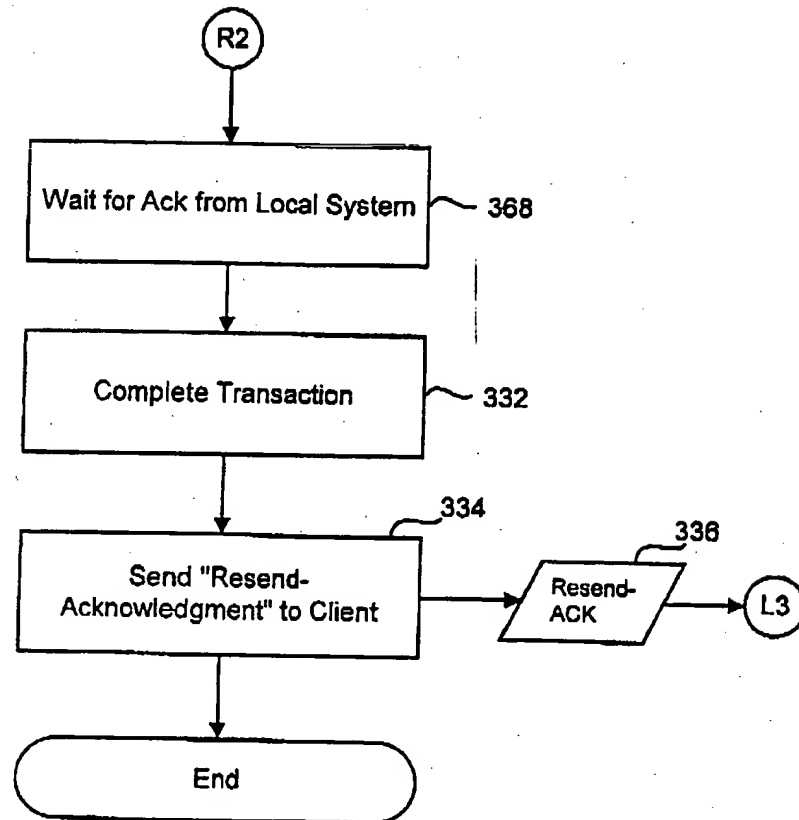 R2
Wait for Ack from Local System
368
Complete Transaction
332
334
Send "Resend-
Acknowledgment" to Client
336
Resend-
ACK
L3
End